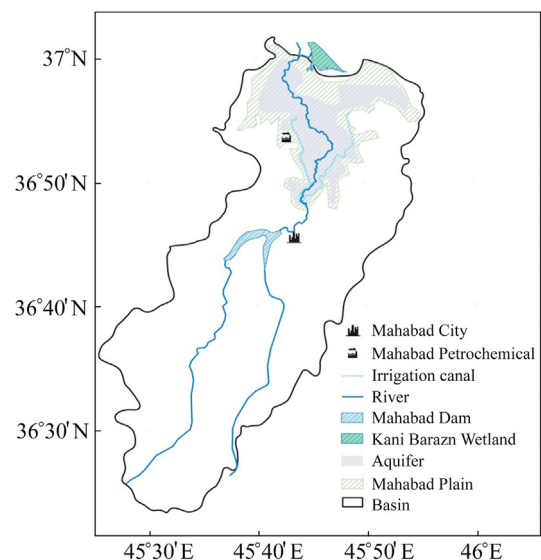 37°N
36°50′N
36°40′N
36°30′N
Mahabad City
Mahabad Petrochemical
Irrigation canal
River
Mahabad Dam
Kani Barazn Wetland
Aquifer
Mahabad Plain
Basin
45°30′E 45°40′E 45°50′E 46°E